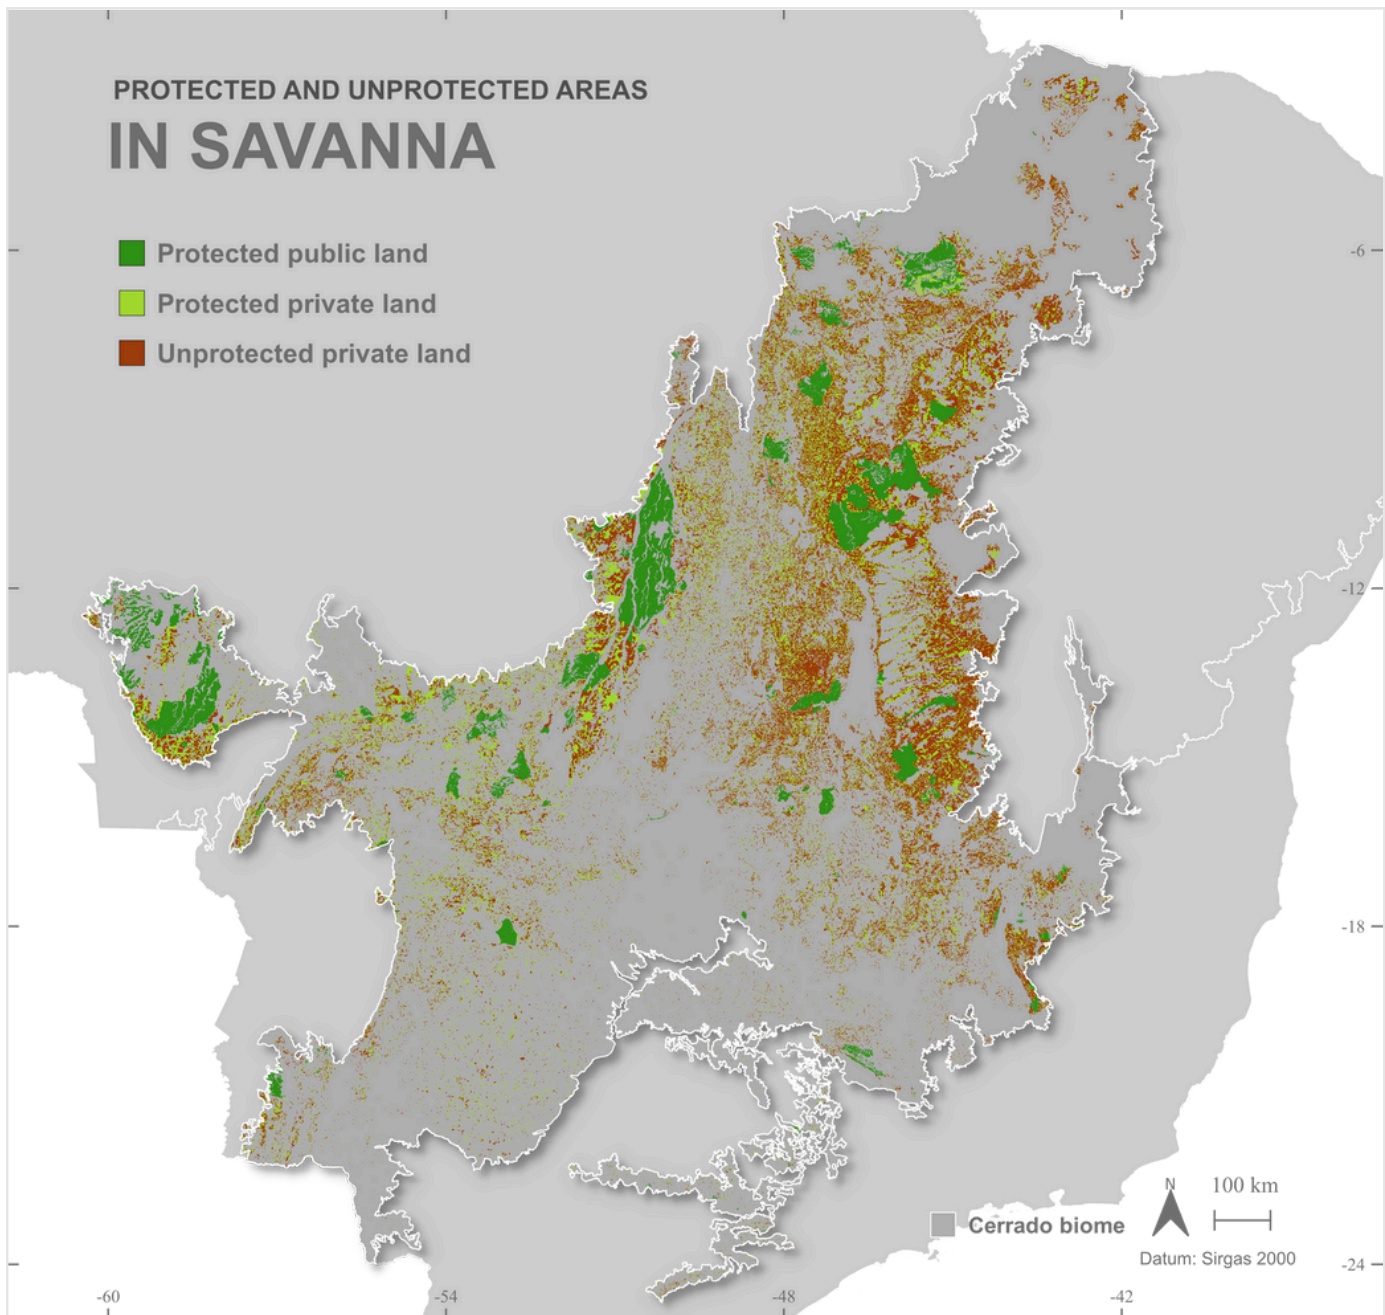 PROTECTED AND UNPROTECTED AREAS
IN SAVANNA
Protected public land
Protected private land
Unprotected private land
-6
-12
-18
-24
N
100 km
Cerrado biome
Datum: Sirgas 2000
-60
-54
-48
-42